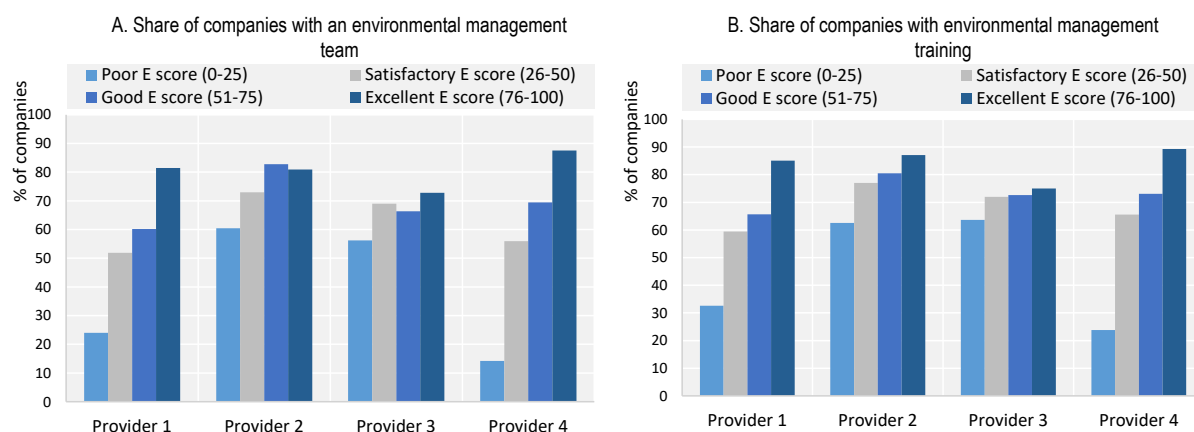 A. Share of companies with an environmental management
team
Poor E score (0-25)
Satisfactory E score (26-50)
Good E score (51-75)
Excellent E score (76-100)
% of companies
100
90
80
70
60
50
40
30
20
10
0
Provider 1
Provider 2
Provider 3
Provider 4
B. Share of companies with environmental management
training
Poor E score (0-25)
Satisfactory E score (26-50)
Good E score (51-75)
Excellent E score (76-100)
% of companies
100
90
80
70
60
50
40
30
20
10
0
Provider 1
Provider 2
Provider 3
Provider 4